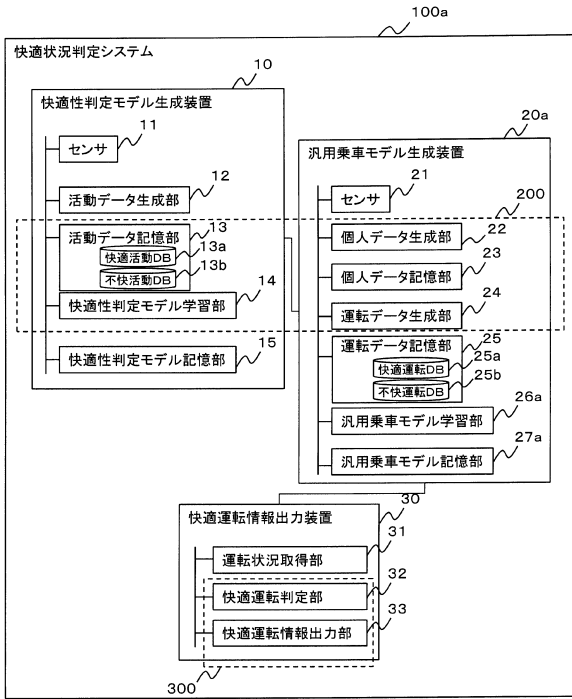 100a
快適状況判定システム
10
快適性判定モデル生成装置
11
センサ
12
活動データ生成部
13
活動データ記憶部
13a
快適活動DB
13b
不快活動DB
14
快適性判定モデル学習部
15
快適性判定モデル記憶部
20a
汎用乗車モデル生成装置
21
センサ
200
22
個人データ生成部
23
個人データ記憶部
24
運転データ生成部
25
運転データ記憶部
25a
快適運転DB
25b
不快運転DB
26a
汎用乗車モデル学習部
27a
汎用乗車モデル記憶部
30
快適運転情報出力装置
31
運転状況取得部
32
快適運転判定部
33
快適運転情報出力部
300